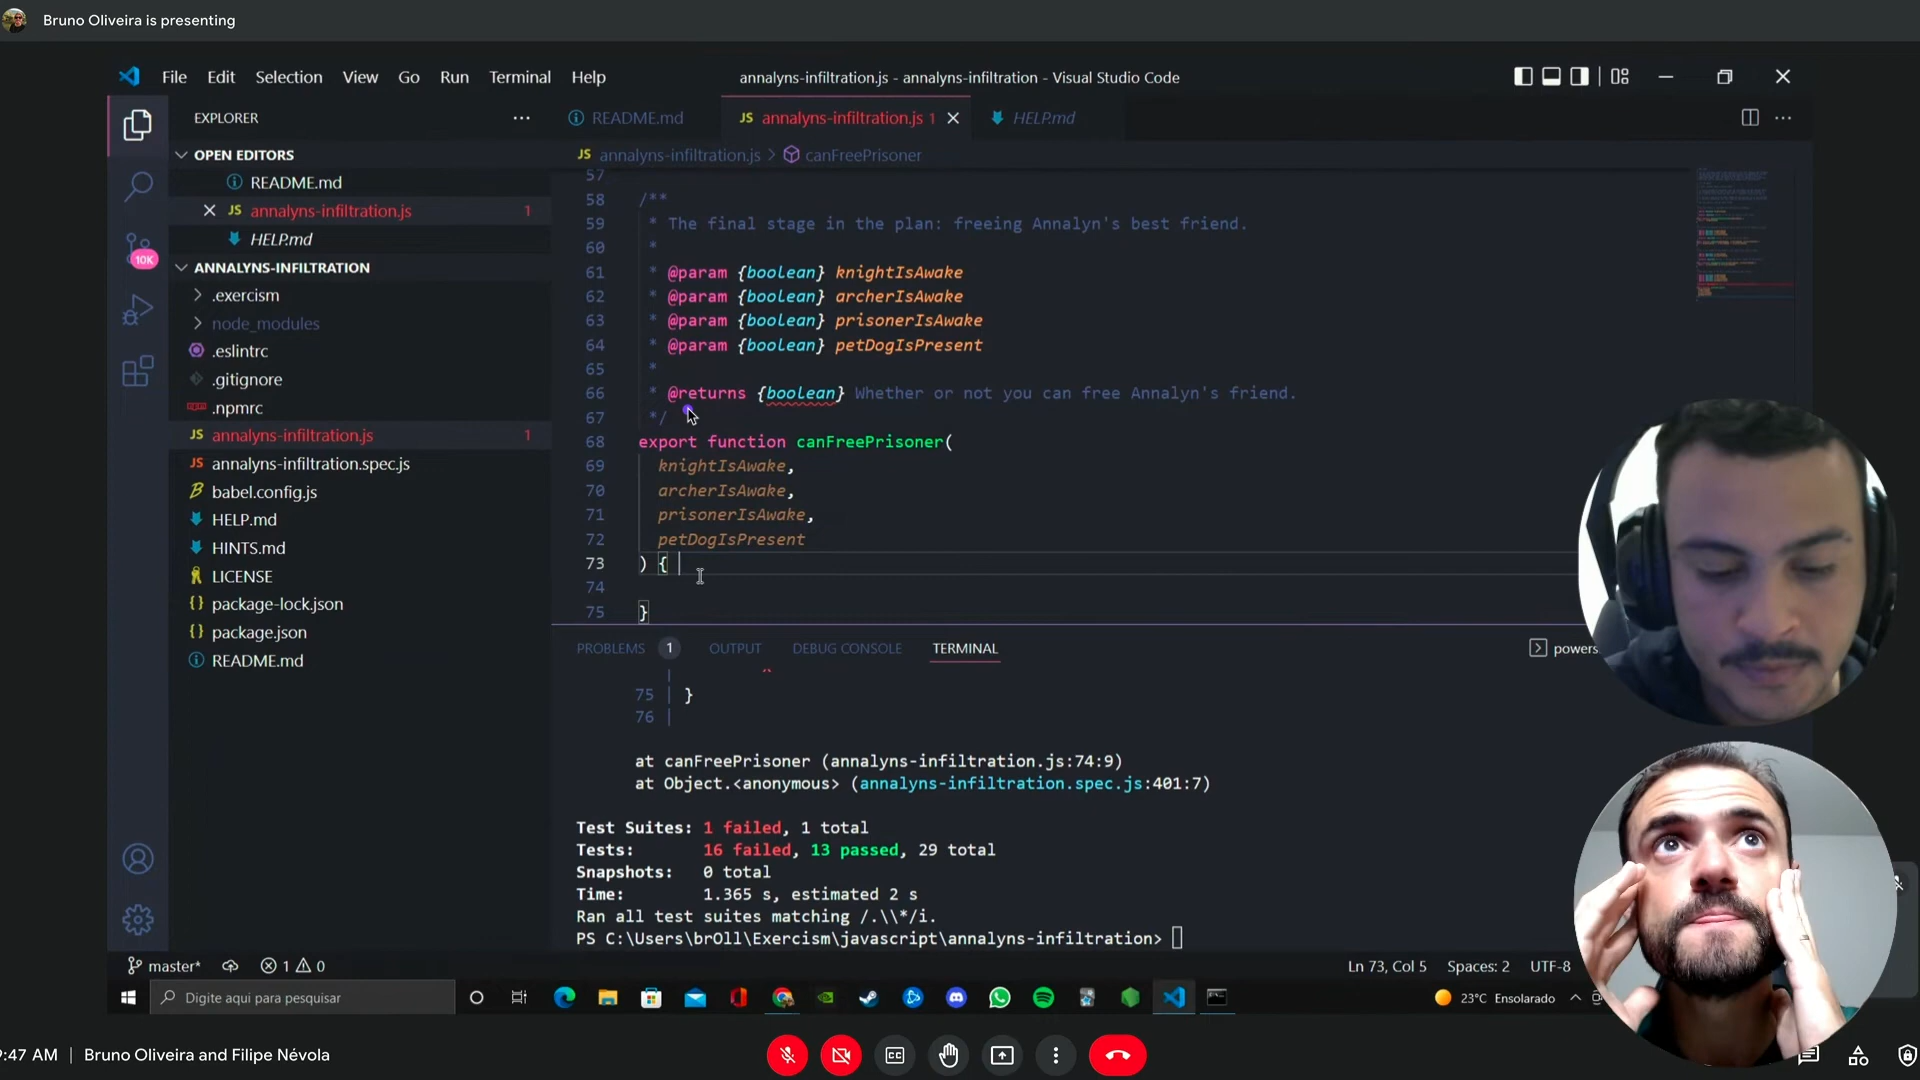 Bruno Oliveira is presenting
File Edit Selection View Go Run Terminal Help
annalyns-infiltration.js - annalyns-infiltration - Visual Studio Code
EXPLORER
README.md
JS annalyns-infiltration.js 1
HELP.md
OPEN EDITORS
JS annalyns-infiltration.js > canFreePrisoner
README.md
JS annalyns-infiltration.js 1
HELP.md
ANNALYNS-INFILTRATION
.exercism
node_modules
.eslintrc
.gitignore
.npmrc
JS annalyns-infiltration.js 1
JS annalyns-infiltration.spec.js
babel.config.js
HELP.md
HINTS.md
LICENSE
{} package-lock.json
{} package.json
README.md
10K
57
58 /**
59 * The final stage in the plan: freeing Annalyn's best friend.
60 *
61 * @param {boolean} knightIsAwake
62 * @param {boolean} archerIsAwake
63 * @param {boolean} prisonerIsAwake
64 * @param {boolean} petDogIsPresent
65 *
66 * @returns {boolean} Whether or not you can free Annalyn's friend.
67 */
68 export function canFreePrisoner(
69 knightIsAwake,
70 archerIsAwake,
71 prisonerIsAwake,
72 petDogIsPresent
73 ) {
74
75 }
PROBLEMS 1 OUTPUT DEBUG CONSOLE TERMINAL
powers
^
75 | }
76 |
at canFreePrisoner (annalyns-infiltration.js:74:9)
at Object.<anonymous> (annalyns-infiltration.spec.js:401:7)
Test Suites: 1 failed, 1 total
Tests: 16 failed, 13 passed, 29 total
Snapshots: 0 total
Time: 1.365 s, estimated 2 s
Ran all test suites matching /.\\*/i.
PS C:\Users\brOll\Exercism\javascript\annalyns-infiltration>
master* 1 0
Ln 73, Col 5 Spaces: 2 UTF-8
Digite aqui para pesquisar
23°C Ensolarado
9:47 AM | Bruno Oliveira and Filipe Névola